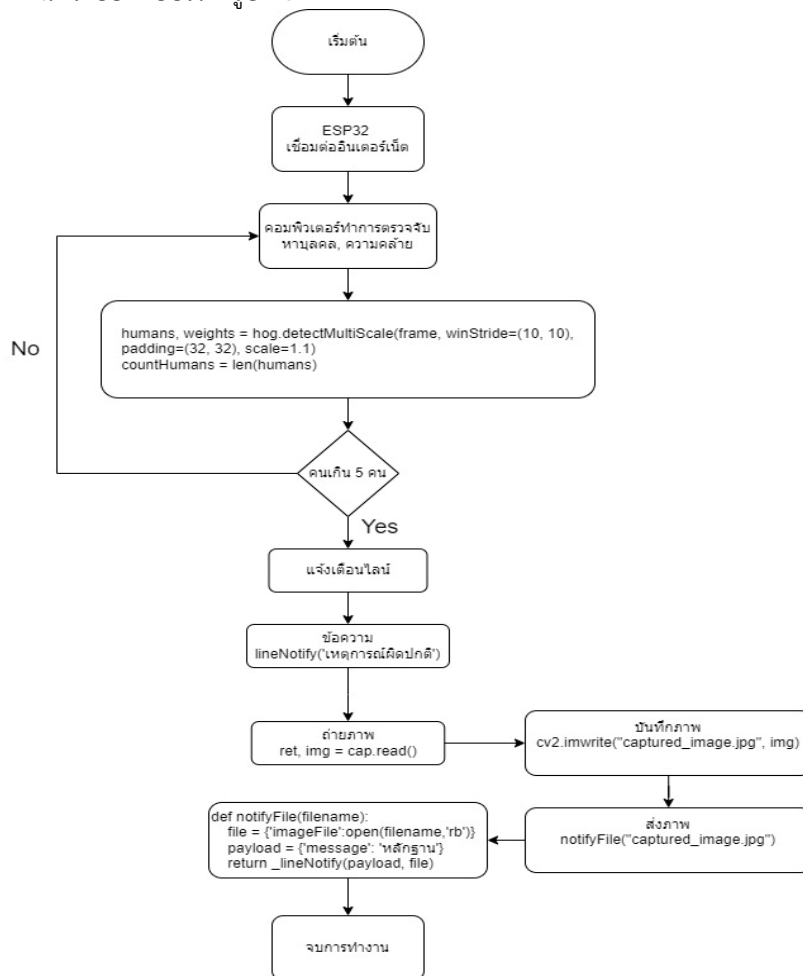 เริ่มต้น
ESP32
เชื่อมต่ออินเตอร์เน็ต
คอมพิวเตอร์ทำการตรวจจับ
หาบุคคล, ความคล้าย
humans, weights = hog.detectMultiScale(frame, winStride=(10, 10),
padding=(32, 32), scale=1.1)
countHumans = len(humans)
No
คนเกิน 5 คน
Yes
แจ้งเตือนไลน์
ข้อความ
lineNotify('เหตุการณ์ผิดปกติ')
ถ่ายภาพ
ret, img = cap.read()
บันทึกภาพ
cv2.imwrite("captured_image.jpg", img)
ส่งภาพ
notifyFile("captured_image.jpg")
def notifyFile(filename):
file = {'imageFile':open(filename,'rb')}
payload = {'message': 'หลักฐาน'}
return _lineNotify(payload, file)
จบการทำงาน